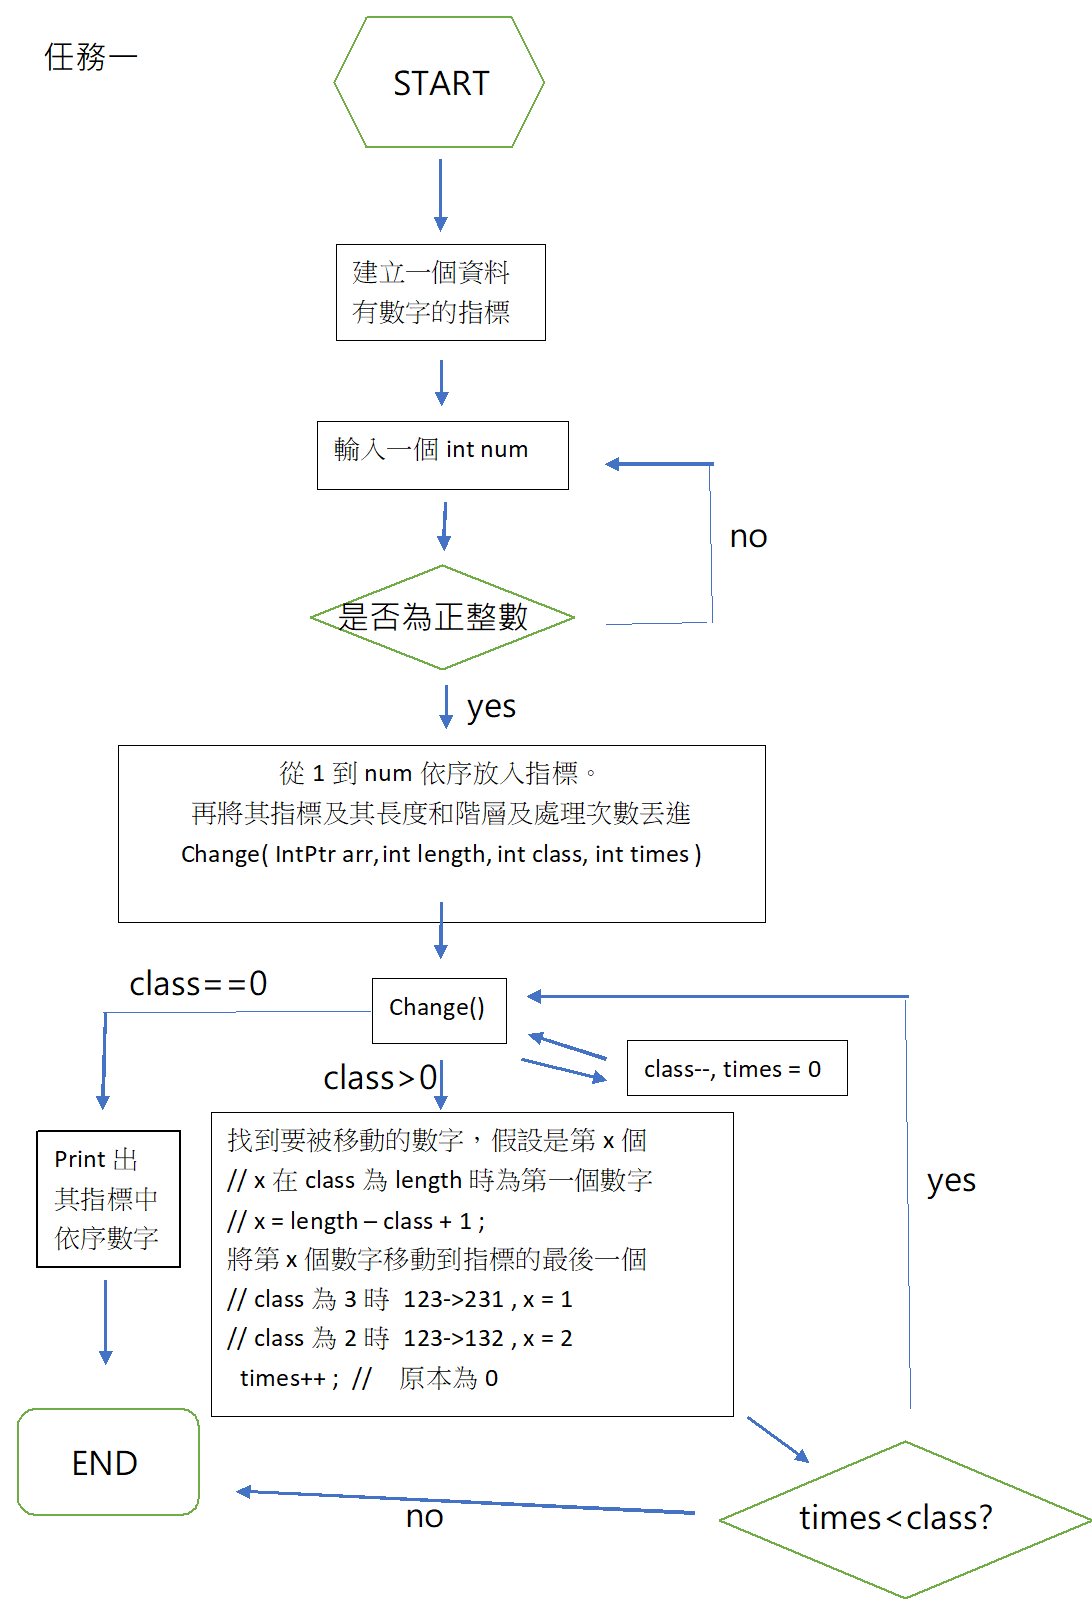 任務一
START
建立一個資料
有數字的指標
輸入一個 int num
no
是否為正整數
yes
從 1 到 num 依序放入指標。
再將其指標及其長度和階層及處理次數丟進
Change( IntPtr arr, int length, int class, int times )
class==0
Change()
class>0
class--, times = 0
Print 出
其指標中
依序數字
找到要被移動的數字，假設是第 x 個
// x 在 class 為 length 時為第一個數字
// x = length – class + 1 ;
將第 x 個數字移動到指標的最後一個
// class 為 3 時 123->231 , x = 1
// class 為 2 時 123->132 , x = 2
times++ ; // 原本為 0
yes
END
no
times<class?